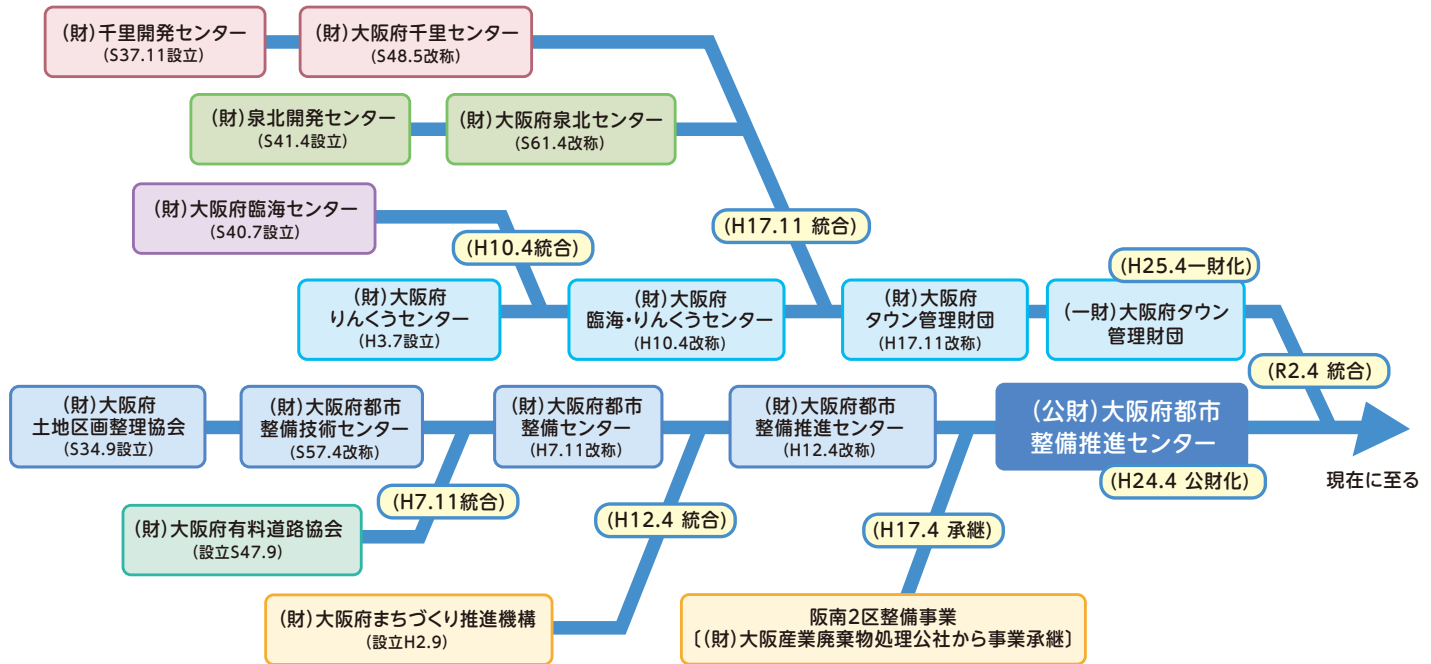 (財)千里開発センター
(S37.11設立)
(財)大阪府千里センター
(S48.5改称)
(財)泉北開発センター
(S41.4設立)
(財)大阪府泉北センター
(S61.4改称)
(財)大阪府臨海センター
(S40.7設立)
(H10.4統合)
(H17.11 統合)
(財)大阪府
りんくうセンター
(H3.7設立)
(財)大阪府
臨海・りんくうセンター
(H10.4改称)
(財)大阪府
タウン管理財団
(H17.11改称)
(H25.4一財化)
(一財)大阪府タウン
管理財団
(R2.4 統合)
(財)大阪府
土地区画整理協会
(S34.9設立)
(財)大阪府都市
整備技術センター
(S57.4改称)
(財)大阪府都市
整備センター
(H7.11改称)
(財)大阪府都市
整備推進センター
(H12.4改称)
(公財)大阪府都市
整備推進センター
(H24.4 公財化)
現在に至る
(H7.11統合)
(H12.4 統合)
(H17.4 承継)
(財)大阪府有料道路協会
(設立S47.9)
(財)大阪府まちづくり推進機構
(設立H2.9)
阪南2区整備事業
〔(財)大阪産業廃棄物処理公社から事業承継〕